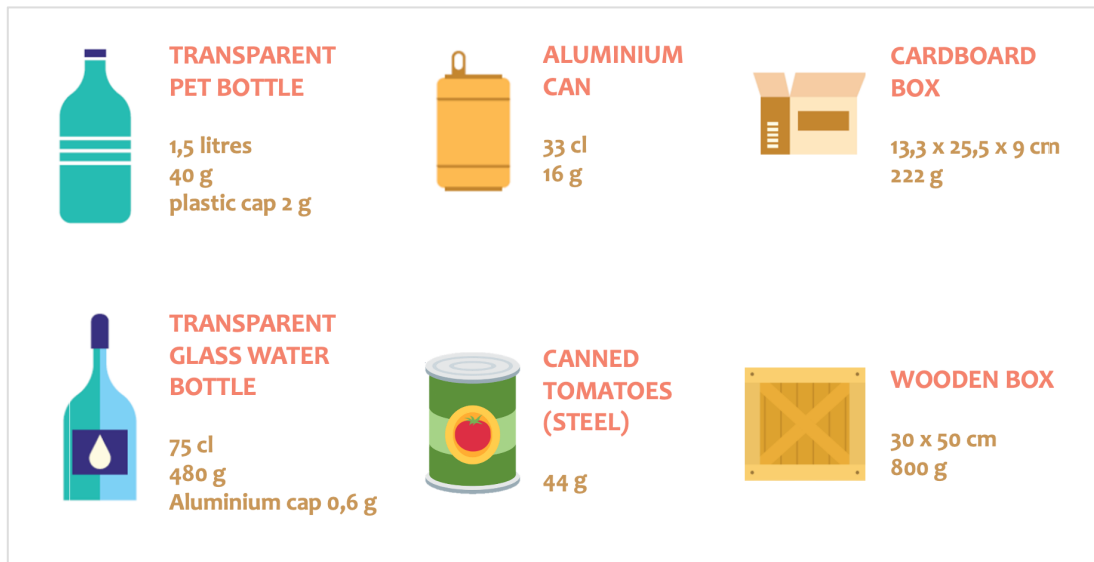 TRANSPARENT
PET BOTTLE
1,5 litres
40 g
plastic cap 2 g
ALUMINIUM
CAN
33 cl
16 g
CARDBOARD
BOX
13,3 x 25,5 x 9 cm
222 g
TRANSPARENT
GLASS WATER
BOTTLE
75 cl
480 g
Aluminium cap 0,6 g
CANNED
TOMATOES
(STEEL)
44 g
WOODEN BOX
30 x 50 cm
800 g